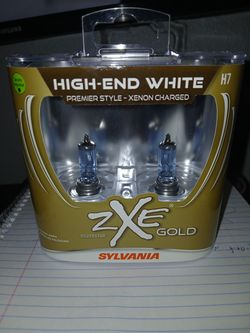 HIGH-END WHITE
PREMIER STYLE - XENON CHARGED
H7
ZXE®
GOLD
SYLVANIA